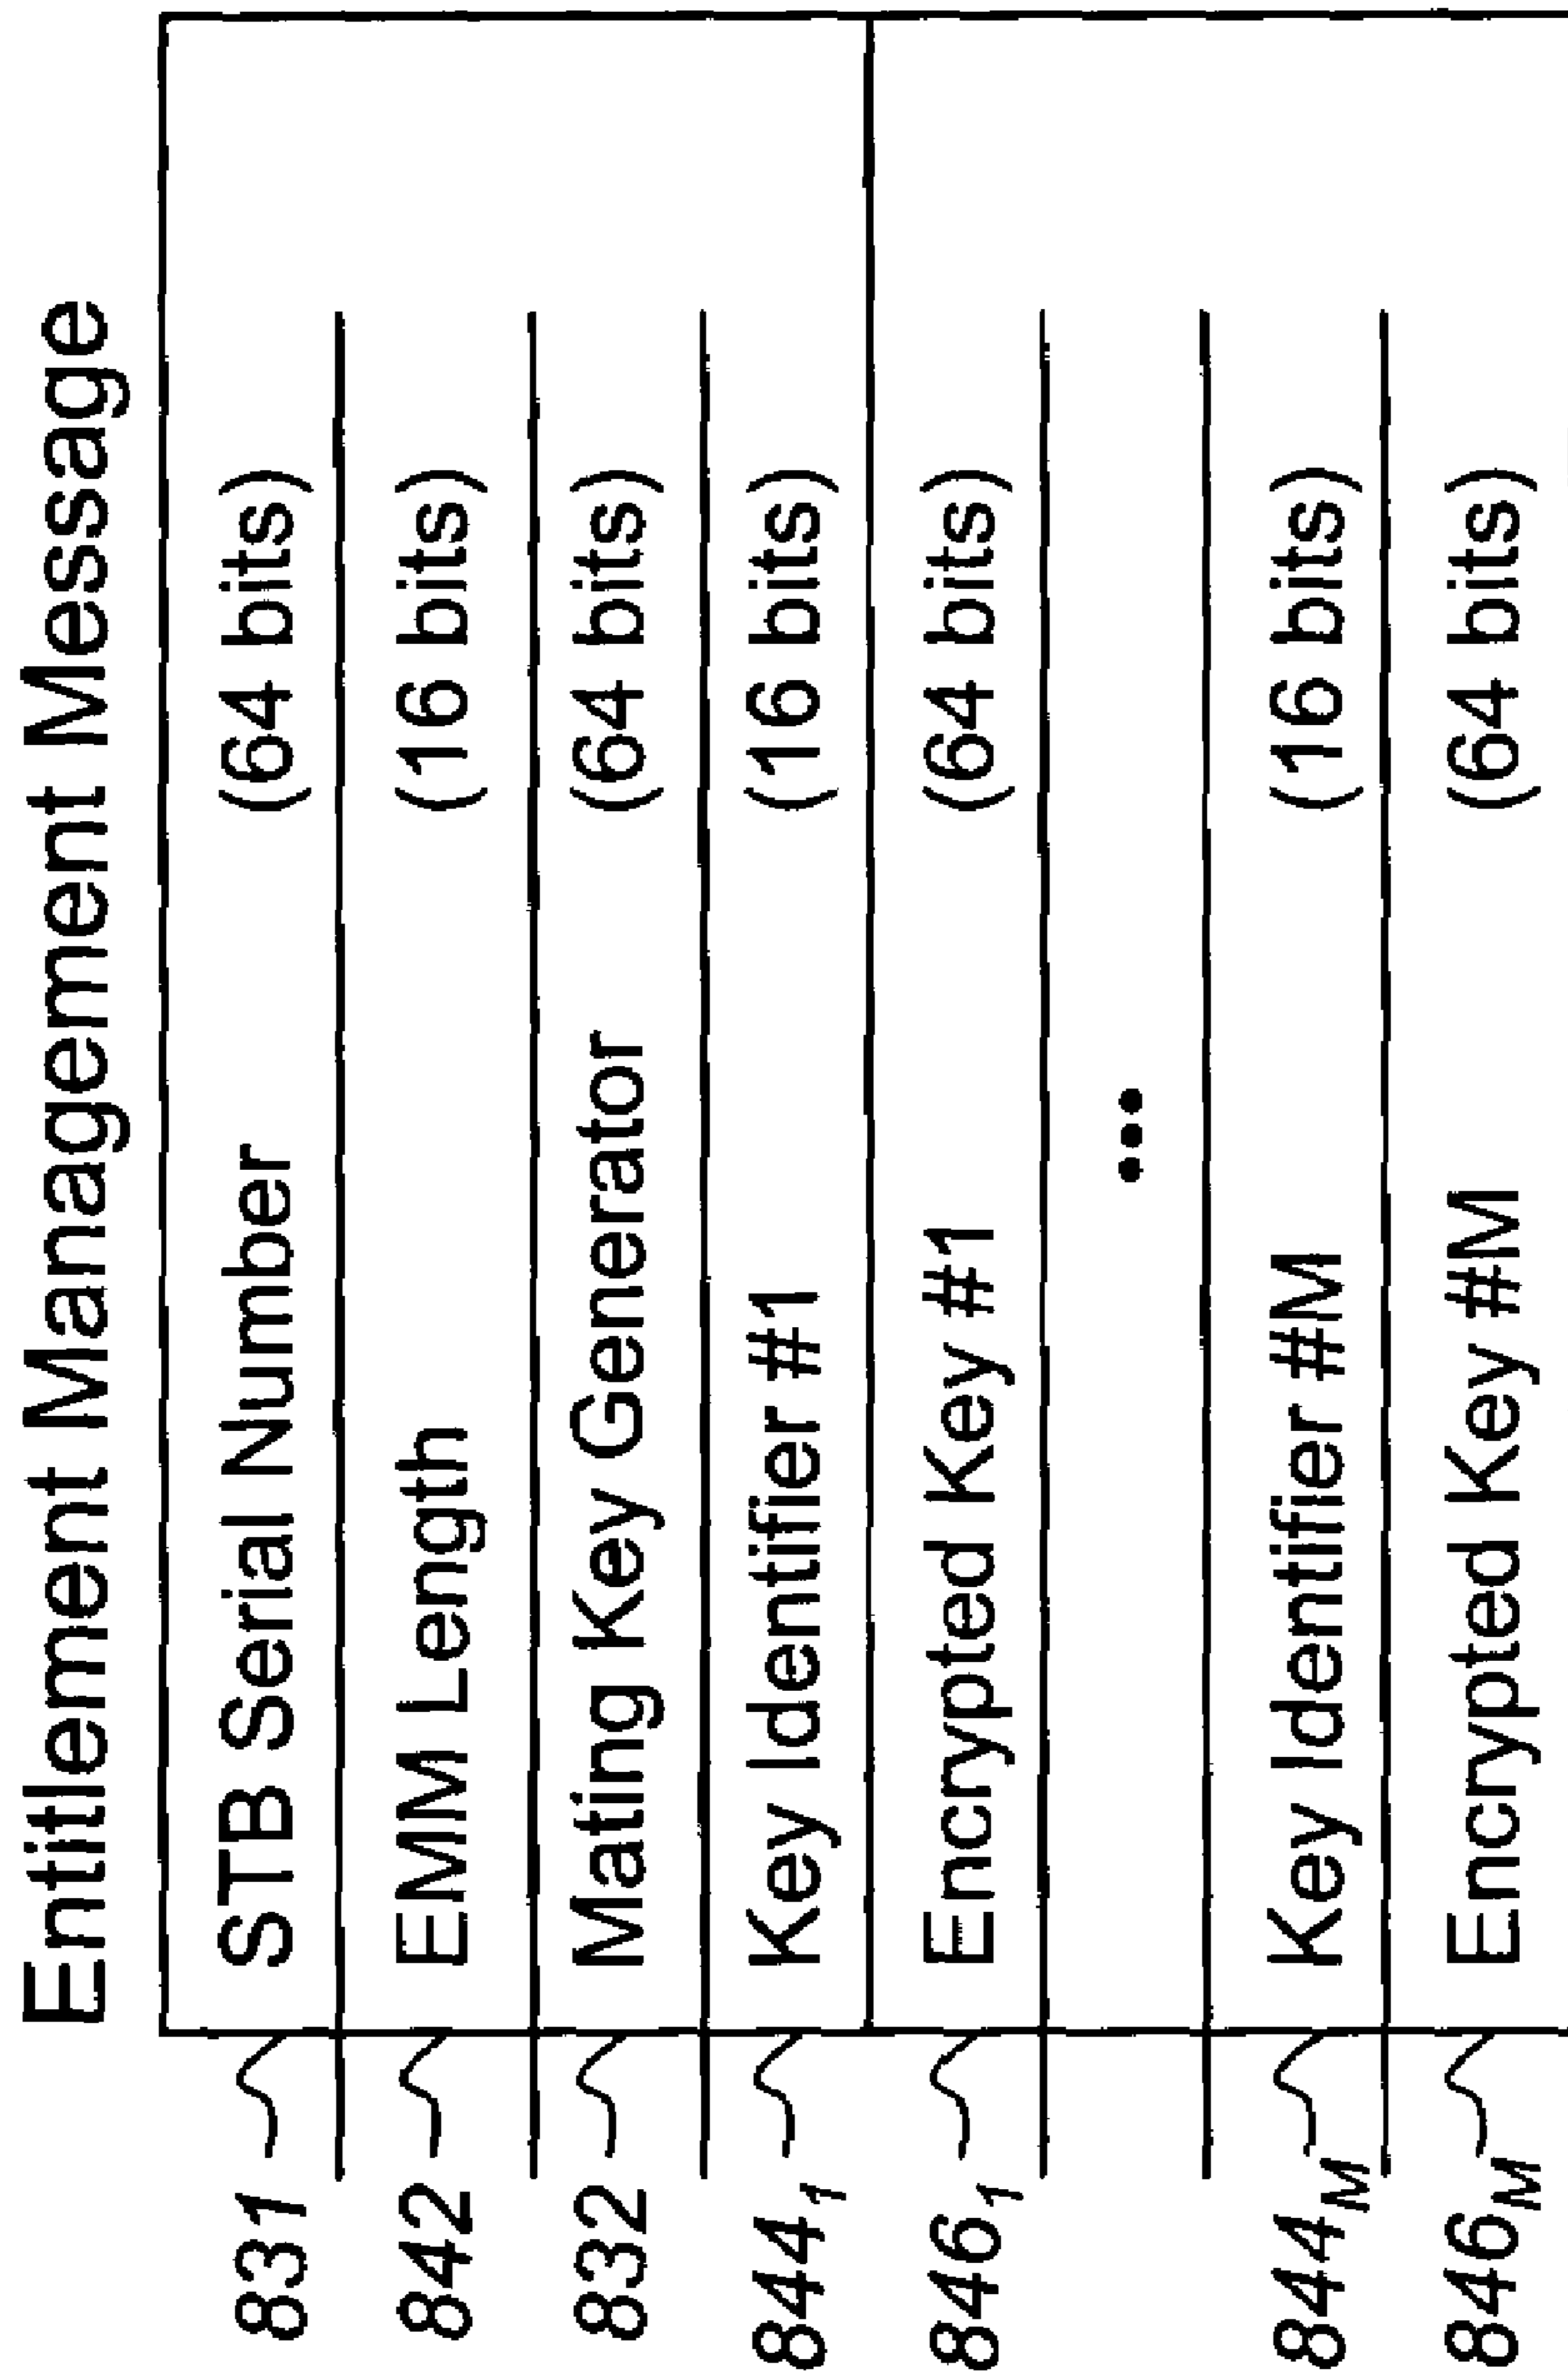 Entitlement Management Message
831 STB Serial Number (64 bits)
842 EMM Length (16 bits)
832 Mating Key Generator (64 bits)
844₁ Key Identifier #1 (16 bits)
846₁ Encrypted Key #1 (64 bits)
•••
844M Key Identifier #M (16 bits)
846M Encrypted Key #M (64 bits)